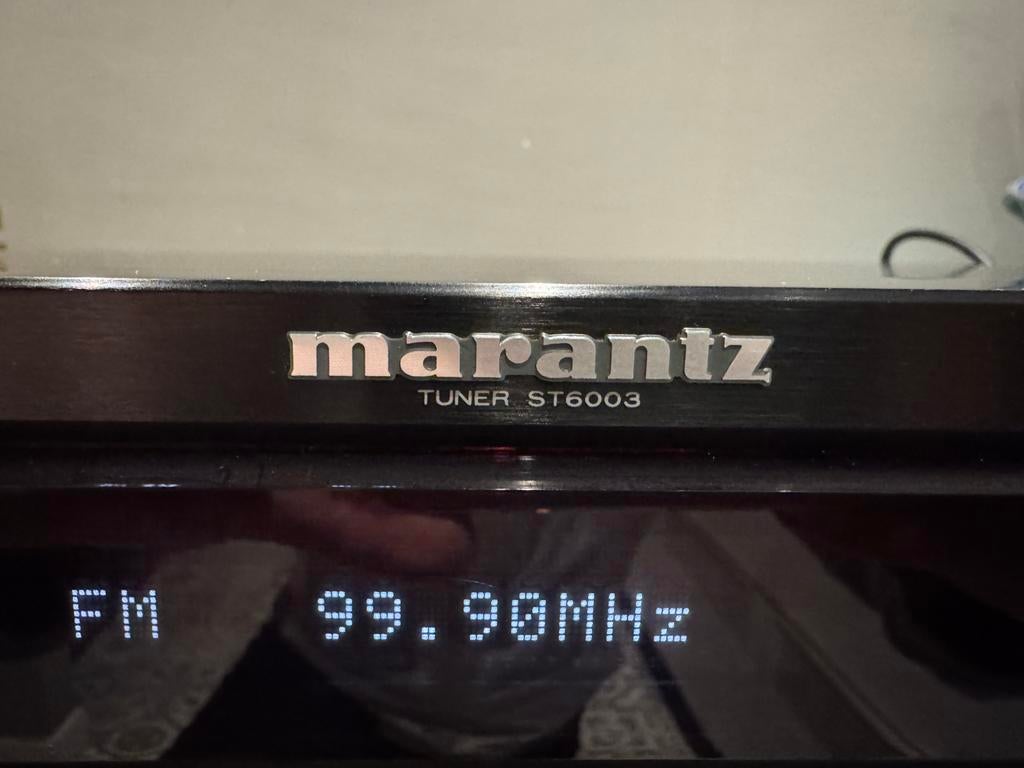 marantz
TUNER ST6003
FM 99.90MHz